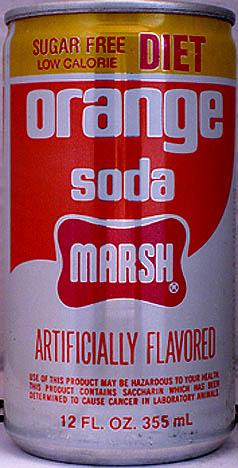 SUGAR FREE DIET
LOW CALORIE
orange
soda
MARSH®
ARTIFICIALLY FLAVORED
USE OF THIS PRODUCT MAY BE HAZARDOUS TO YOUR HEALTH.
THIS PRODUCT CONTAINS SACCHARIN WHICH HAS BEEN
DETERMINED TO CAUSE CANCER IN LABORATORY ANIMALS.
12 FL. OZ. 355 mL